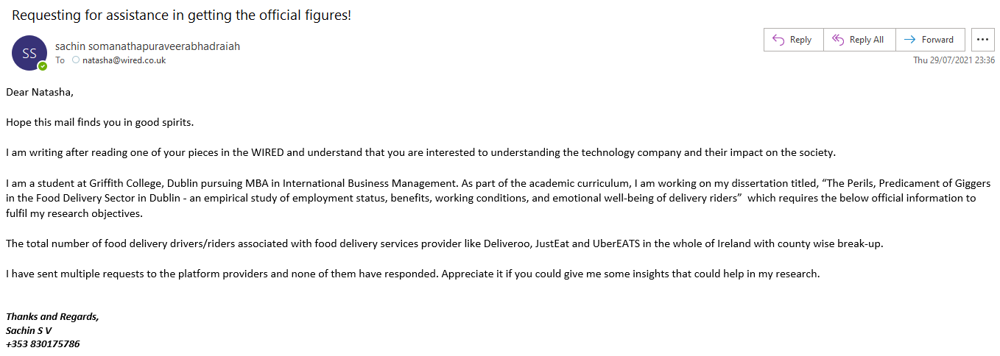 Requesting for assistance in getting the official figures!
SS
sachin somanathapuraveerabhadraiah
To natasha@wired.co.uk
Reply
Reply All
Forward
Thu 29/07/2021 23:36
Dear Natasha,
Hope this mail finds you in good spirits.
I am writing after reading one of your pieces in the WIRED and understand that you are interested to understanding the technology company and their impact on the society.
I am a student at Griffith College, Dublin pursuing MBA in International Business Management. As part of the academic curriculum, I am working on my dissertation titled, “The Perils, Predicament of Giggers
in the Food Delivery Sector in Dublin - an empirical study of employment status, benefits, working conditions, and emotional well-being of delivery riders” which requires the below official information to
fulfil my research objectives.
The total number of food delivery drivers/riders associated with food delivery services provider like Deliveroo, JustEat and UberEATS in the whole of Ireland with county wise break-up.
I have sent multiple requests to the platform providers and none of them have responded. Appreciate it if you could give me some insights that could help in my research.
Thanks and Regards,
Sachin S V
+353 830175786